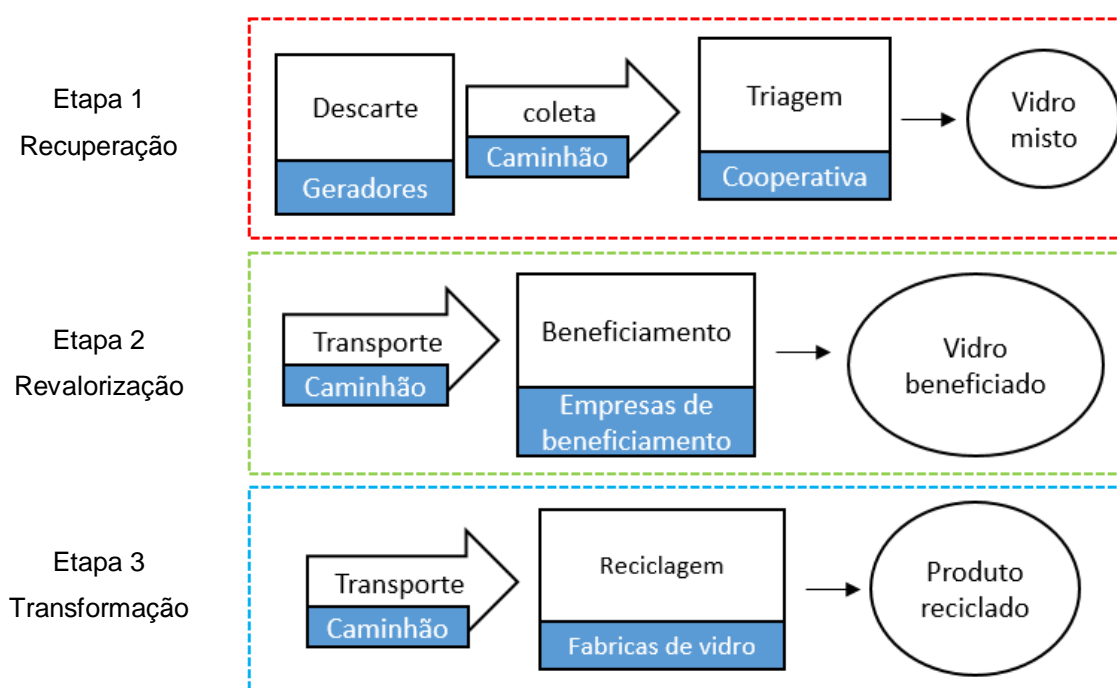 Etapa 1
Recuperação
Descarte
Geradores
coleta
Caminhão
Triagem
Cooperativa
Vidro
misto
Etapa 2
Revalorização
Transporte
Caminhão
Beneficiamento
Empresas de
beneficiamento
Vidro
beneficiado
Etapa 3
Transformação
Transporte
Caminhão
Reciclagem
Fabricas de vidro
Produto
reciclado